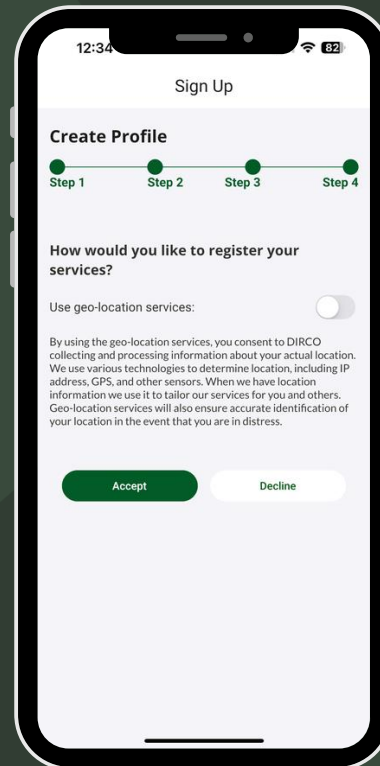 12:34
82
Sign Up
Create Profile
Step 1 Step 2 Step 3 Step 4
How would you like to register your
services?
Use geo-location services:
By using the geo-location services, you consent to DIRCO
collecting and processing information about your actual location.
We use various technologies to determine location, including IP
address, GPS, and other sensors. When we have location
information we use it to tailor our services for you and others.
Geo-location services will also ensure accurate identification of
your location in the event that you are in distress.
Accept Decline